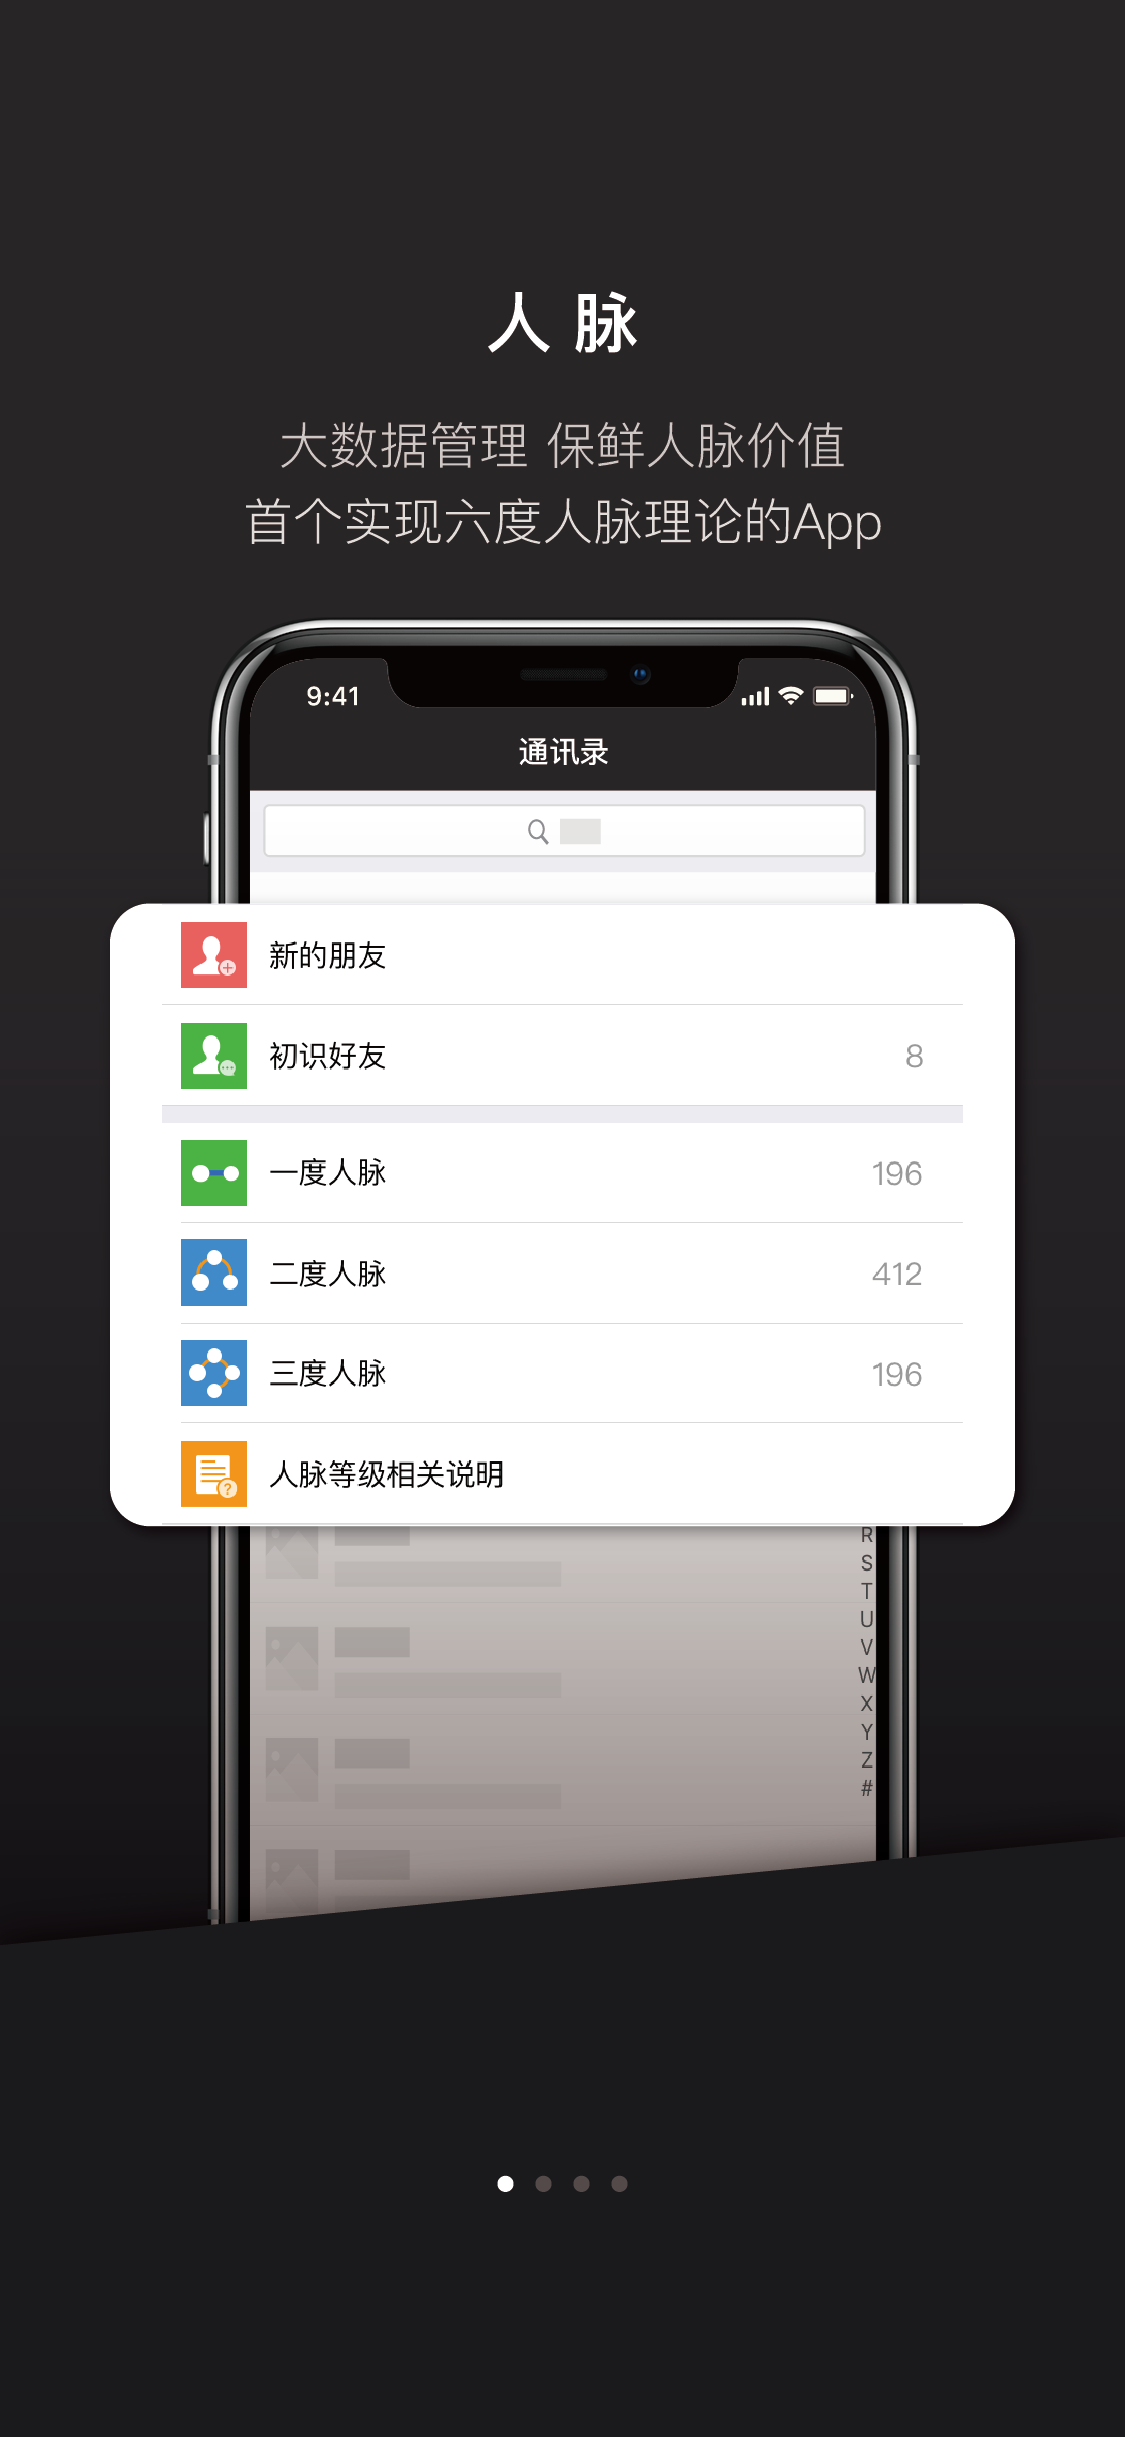 人脉
大数据管理 保鲜人脉价值
首个实现六度人脉理论的App
9:41
通讯录
新的朋友
初识好友 8
一度人脉 196
二度人脉 412
三度人脉 196
人脉等级相关说明
R
S
T
U
V
W
X
Y
Z
#